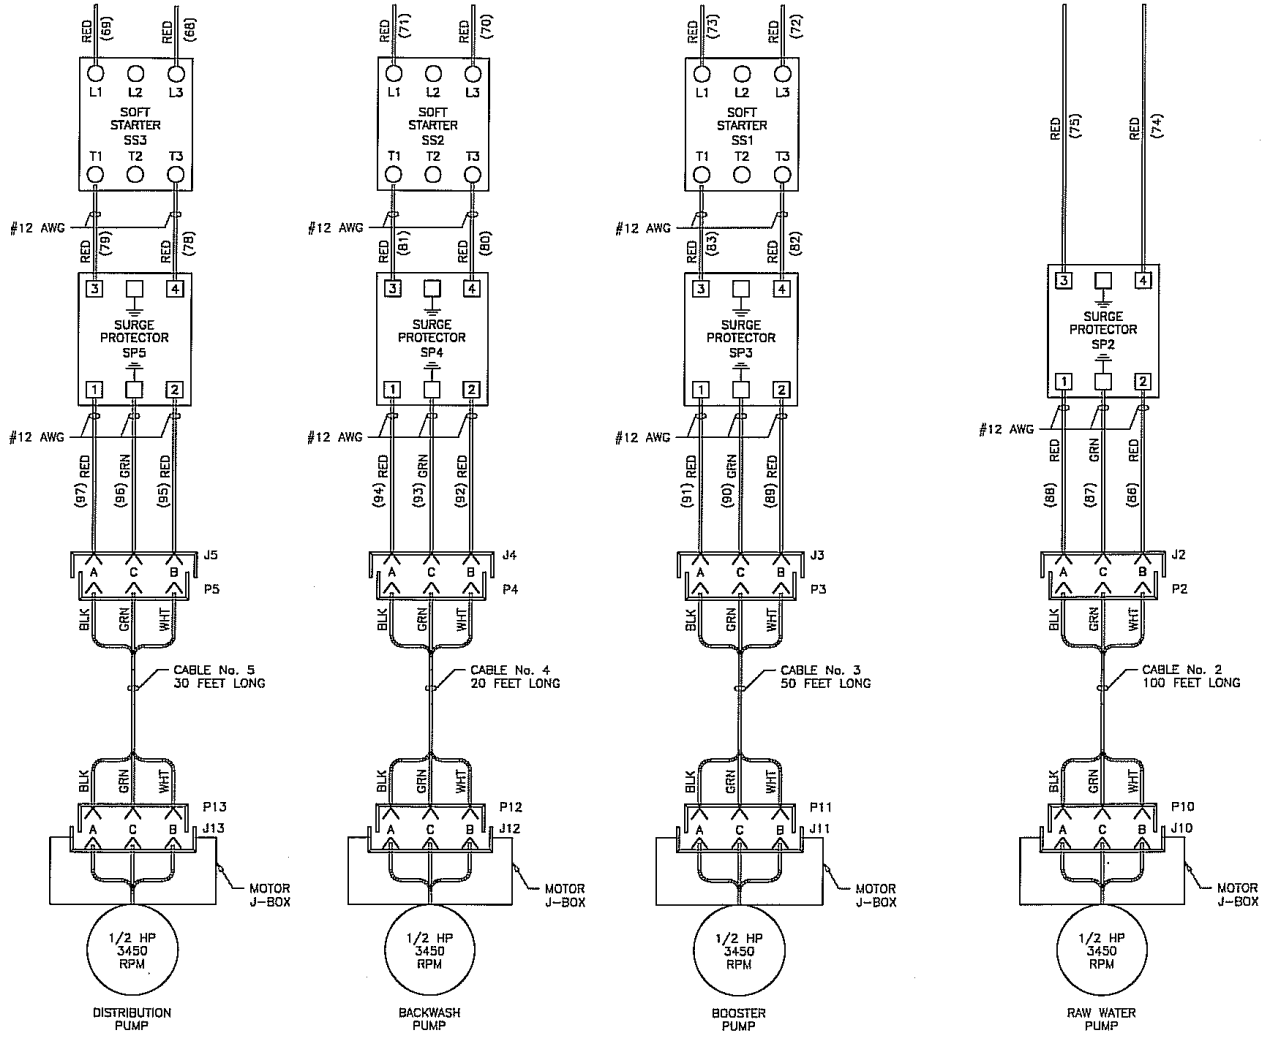 RED (69) RED (68)
L1 L2 L3
SOFT
STARTER
SS3
T1 T2 T3
#12 AWG
RED (79) RED (78)
3 4
SURGE
PROTECTOR
SP5
1 2
#12 AWG
(97) RED (96) GRN (95) RED
J5
A C B
P5
BLK GRN WHT
CABLE No. 5
30 FEET LONG
BLK GRN WHT
P13
A C B
J13
MOTOR
J-BOX
1/2 HP
3450
RPM
DISTRIBUTION
PUMP
RED (71) RED (70)
L1 L2 L3
SOFT
STARTER
SS2
T1 T2 T3
#12 AWG
RED (81) RED (80)
3 4
SURGE
PROTECTOR
SP4
1 2
#12 AWG
(94) RED (93) GRN (92) RED
J4
A C B
P4
BLK GRN WHT
CABLE No. 4
20 FEET LONG
BLK GRN WHT
P12
A C B
J12
MOTOR
J-BOX
1/2 HP
3450
RPM
BACKWASH
PUMP
RED (73) RED (72)
L1 L2 L3
SOFT
STARTER
SS1
T1 T2 T3
#12 AWG
RED (83) RED (82)
3 4
SURGE
PROTECTOR
SP3
1 2
#12 AWG
(91) RED (90) GRN (89) RED
J3
A C B
P3
BLK GRN WHT
CABLE No. 3
50 FEET LONG
BLK GRN WHT
P11
A C B
J11
MOTOR
J-BOX
1/2 HP
3450
RPM
BOOSTER
PUMP
RED (75) RED (74)
3 4
SURGE
PROTECTOR
SP2
1 2
#12 AWG
(88) RED (87) GRN (86) RED
J2
A C B
P2
BLK GRN WHT
CABLE No. 2
100 FEET LONG
BLK GRN WHT
P10
A C B
J10
MOTOR
J-BOX
1/2 HP
3450
RPM
RAW WATER
PUMP